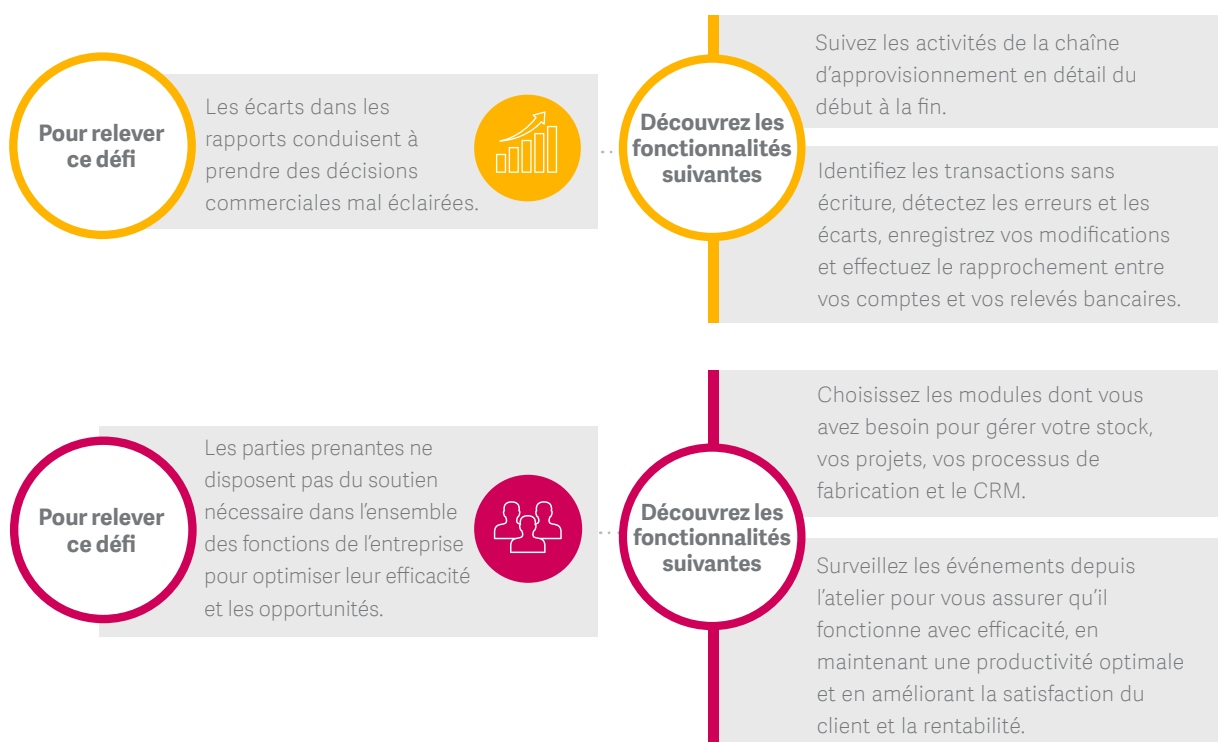 Pour relever
ce défi
Les écarts dans les
rapports conduisent à
prendre des décisions
commerciales mal éclairées.
Découvrez les
fonctionnalités
suivantes
Suivez les activités de la chaîne
d’approvisionnement en détail du
début à la fin.
Identifiez les transactions sans
écriture, détectez les erreurs et les
écarts, enregistrez vos modifications
et effectuez le rapprochement entre
vos comptes et vos relevés bancaires.
Pour relever
ce défi
Les parties prenantes ne
disposent pas du soutien
nécessaire dans l’ensemble
des fonctions de l’entreprise
pour optimiser leur efficacité
et les opportunités.
Découvrez les
fonctionnalités
suivantes
Choisissez les modules dont vous
avez besoin pour gérer votre stock,
vos projets, vos processus de
fabrication et le CRM.
Surveillez les événements depuis
l’atelier pour vous assurer qu’il
fonctionne avec efficacité, en
maintenant une productivité optimale
et en améliorant la satisfaction du
client et la rentabilité.